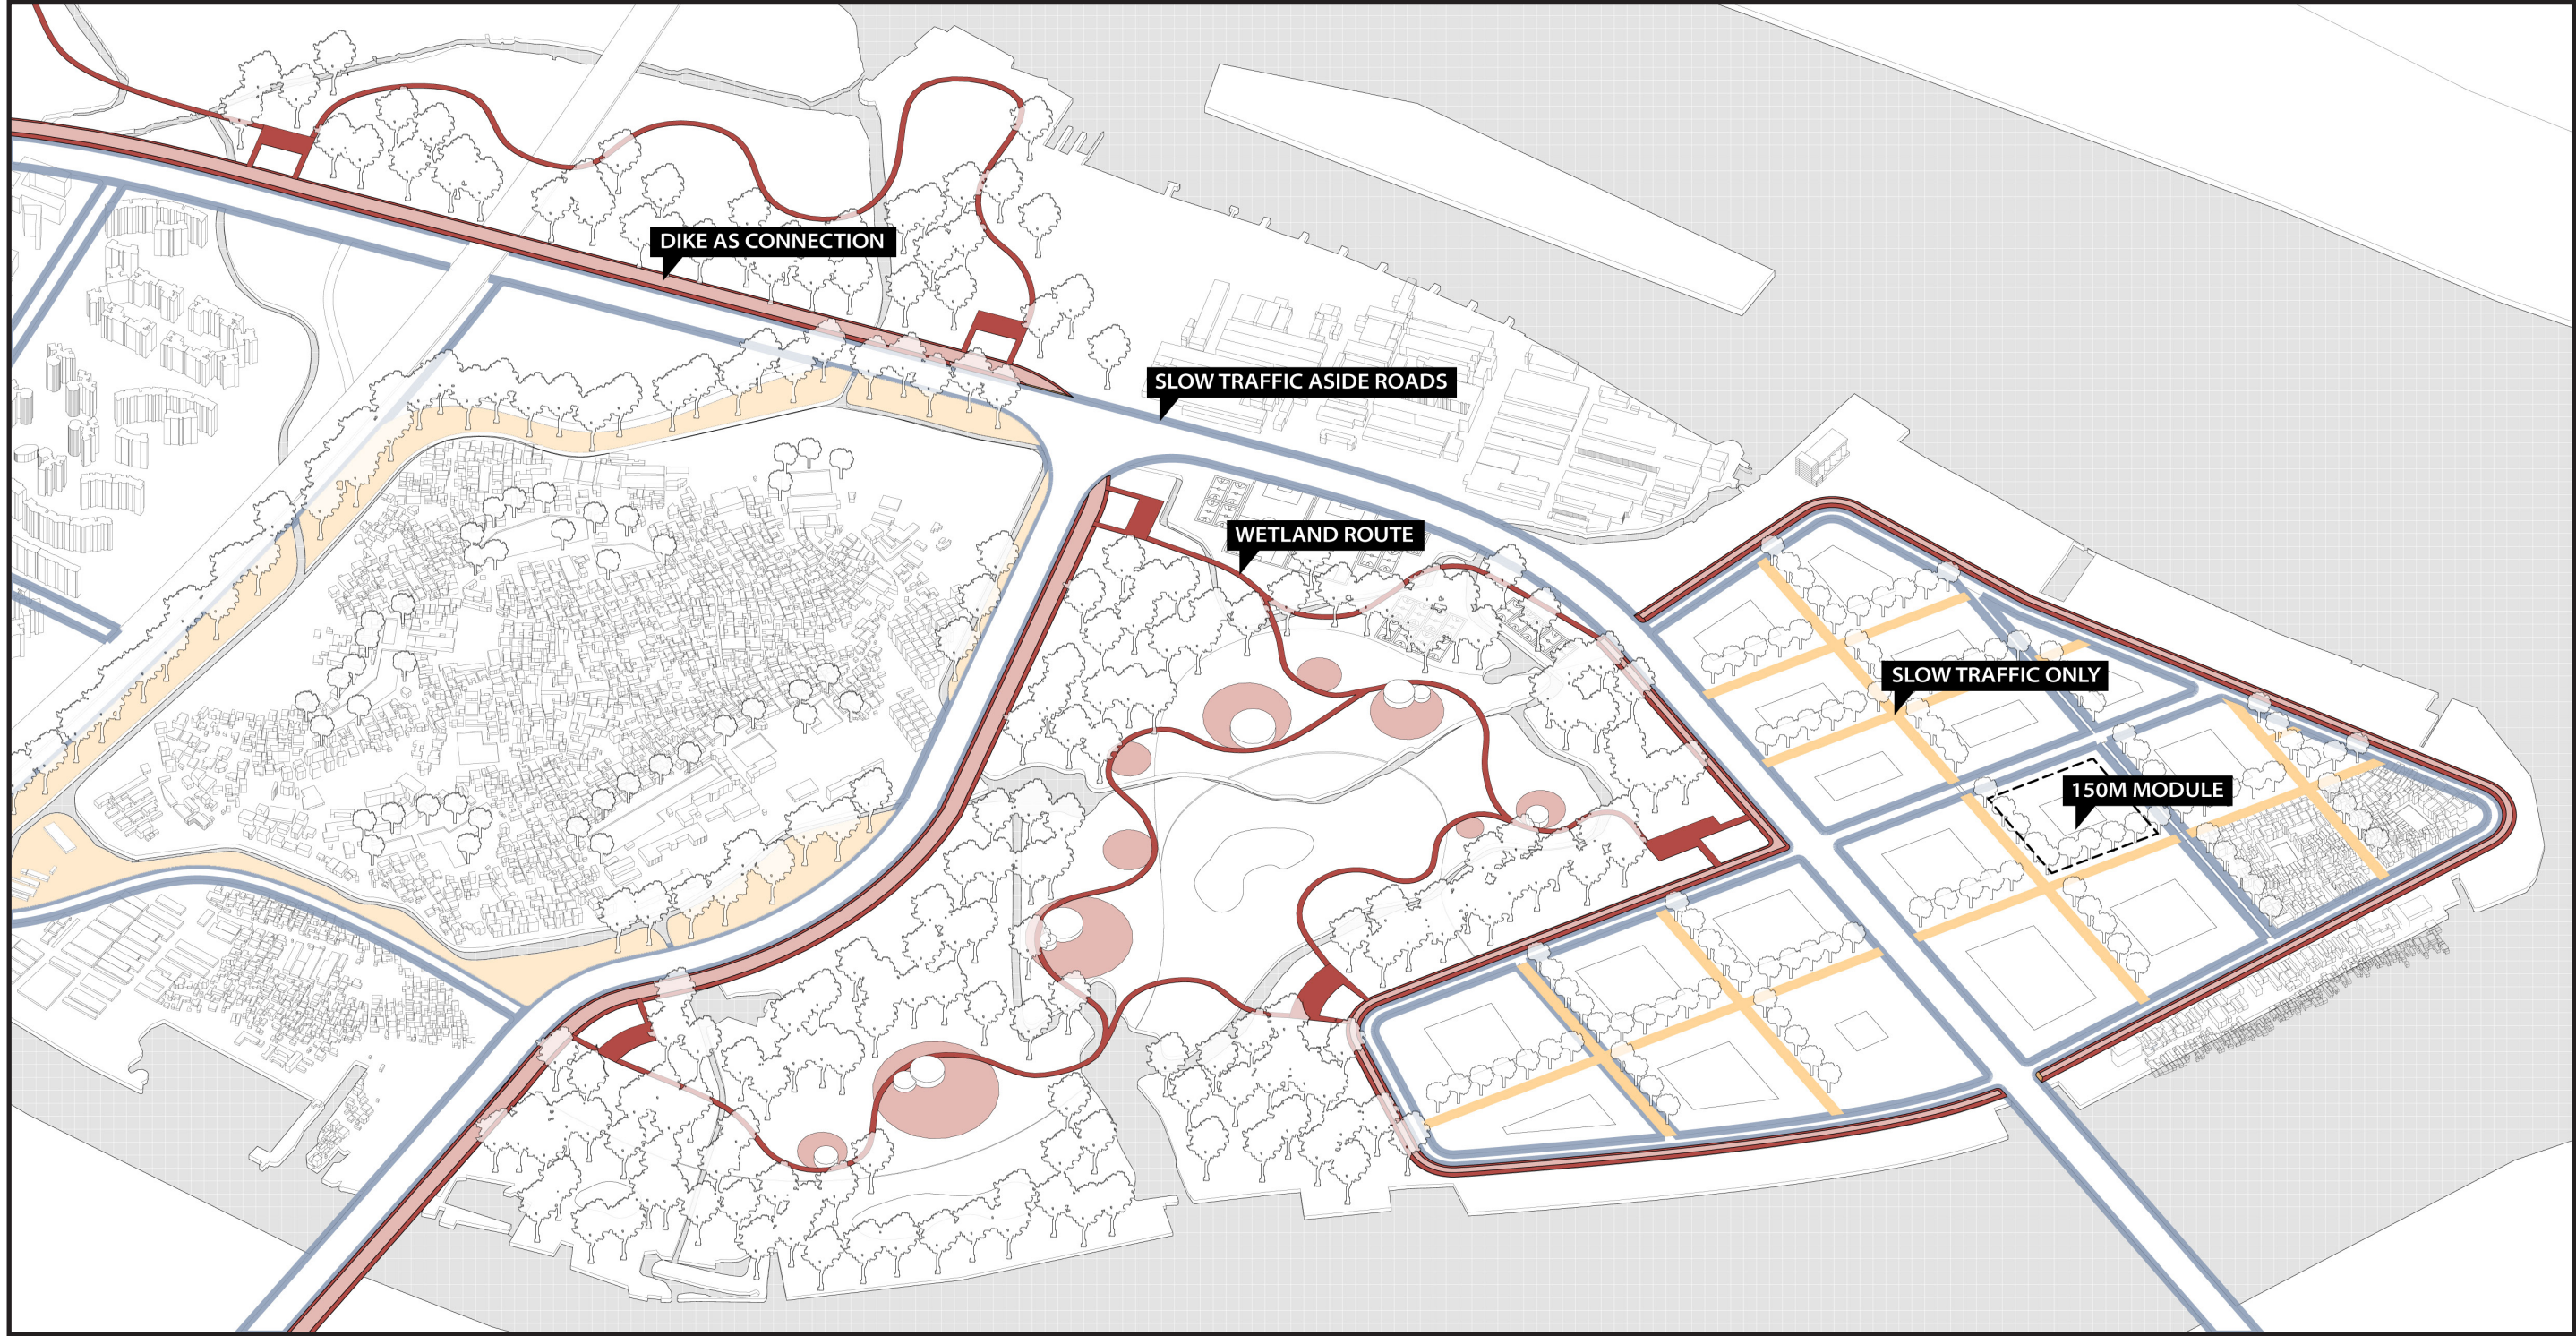 DIKE AS CONNECTION
SLOW TRAFFIC ASIDE ROADS
WETLAND ROUTE
SLOW TRAFFIC ONLY
150M MODULE